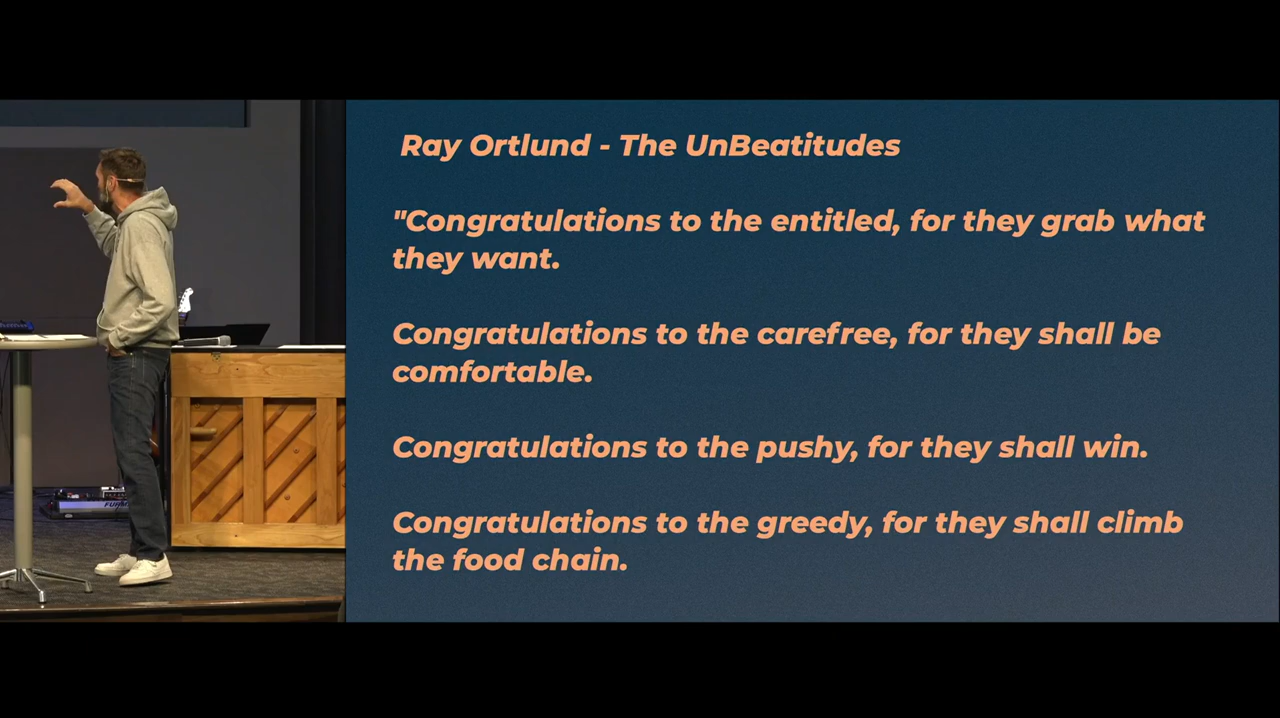 Ray Ortlund - The UnBeatitudes
"Congratulations to the entitled, for they grab what
they want.
Congratulations to the carefree, for they shall be
comfortable.
Congratulations to the pushy, for they shall win.
Congratulations to the greedy, for they shall climb
the food chain.